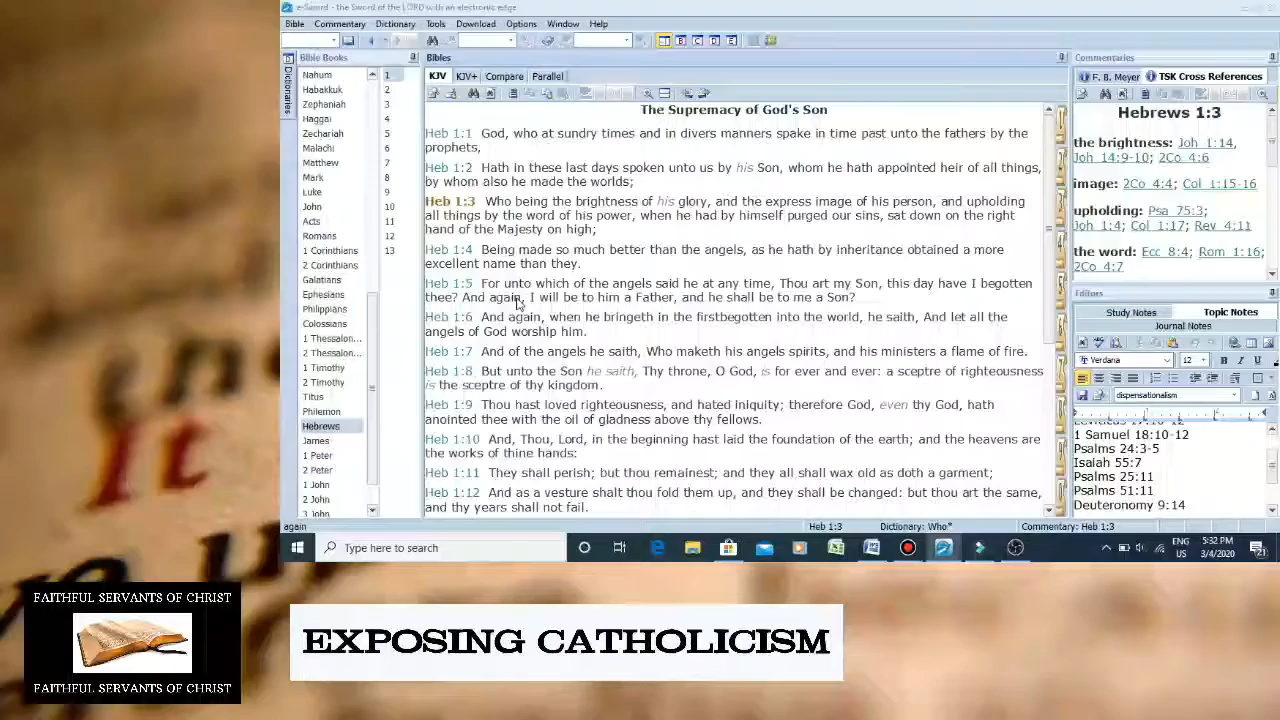 e-Sword - the Sword of the LORD with an electronic edge
Bible Commentary Dictionary Tools Download Options Window Help
Dictionaries
Bible Books
Nahum
Habakkuk
Zephaniah
Haggai
Zechariah
Malachi
Matthew
Mark
Luke
John
Acts
Romans
1 Corinthians
2 Corinthians
Galatians
Ephesians
Philippians
Colossians
1 Thessalon...
2 Thessalon...
1 Timothy
2 Timothy
Titus
Philemon
Hebrews
James
1 Peter
2 Peter
1 John
2 John
3 John
1
2
3
4
5
6
7
8
9
10
11
12
13
Bibles
KJV KJV+ Compare Parallel
The Supremacy of God's Son
Heb 1:1 God, who at sundry times and in divers manners spake in time past unto the fathers by the
prophets,
Heb 1:2 Hath in these last days spoken unto us by his Son, whom he hath appointed heir of all things,
by whom also he made the worlds;
Heb 1:3 Who being the brightness of his glory, and the express image of his person, and upholding
all things by the word of his power, when he had by himself purged our sins, sat down on the right
hand of the Majesty on high;
Heb 1:4 Being made so much better than the angels, as he hath by inheritance obtained a more
excellent name than they.
Heb 1:5 For unto which of the angels said he at any time, Thou art my Son, this day have I begotten
thee? And again, I will be to him a Father, and he shall be to me a Son?
Heb 1:6 And again, when he bringeth in the firstbegotten into the world, he saith, And let all the
angels of God worship him.
Heb 1:7 And of the angels he saith, Who maketh his angels spirits, and his ministers a flame of fire.
Heb 1:8 But unto the Son he saith, Thy throne, O God, is for ever and ever: a sceptre of righteousness
is the sceptre of thy kingdom.
Heb 1:9 Thou hast loved righteousness, and hated iniquity; therefore God, even thy God, hath
anointed thee with the oil of gladness above thy fellows.
Heb 1:10 And, Thou, Lord, in the beginning hast laid the foundation of the earth; and the heavens are
the works of thine hands:
Heb 1:11 They shall perish; but thou remainest; and they all shall wax old as doth a garment;
Heb 1:12 And as a vesture shalt thou fold them up, and they shall be changed: but thou art the same,
and thy years shall not fail.
Commentaries
F. B. Meyer TSK Cross References
Hebrews 1:3
the brightness: Joh 1:14,
Joh 14:9-10; 2Co 4:6
image: 2Co 4:4; Col 1:15-16
upholding: Psa 75:3;
Joh 1:4; Col 1:17; Rev 4:11
the word: Ecc 8:4; Rom 1:16;
2Co 4:7
Editors
Study Notes Topic Notes
Journal Notes
Verdana 12 B I U
dispensationalism
1 Samuel 18:10-12
Psalms 24:3-5
Isaiah 55:7
Psalms 25:11
Psalms 51:11
Deuteronomy 9:14
again Heb 1:3 Dictionary: Who* Commentary: Heb 1:3
Type here to search
ENG 5:32 PM
US 3/4/2020
21
It
FAITHFUL SERVANTS OF CHRIST
FAITHFUL SERVANTS OF CHRIST
EXPOSING CATHOLICISM